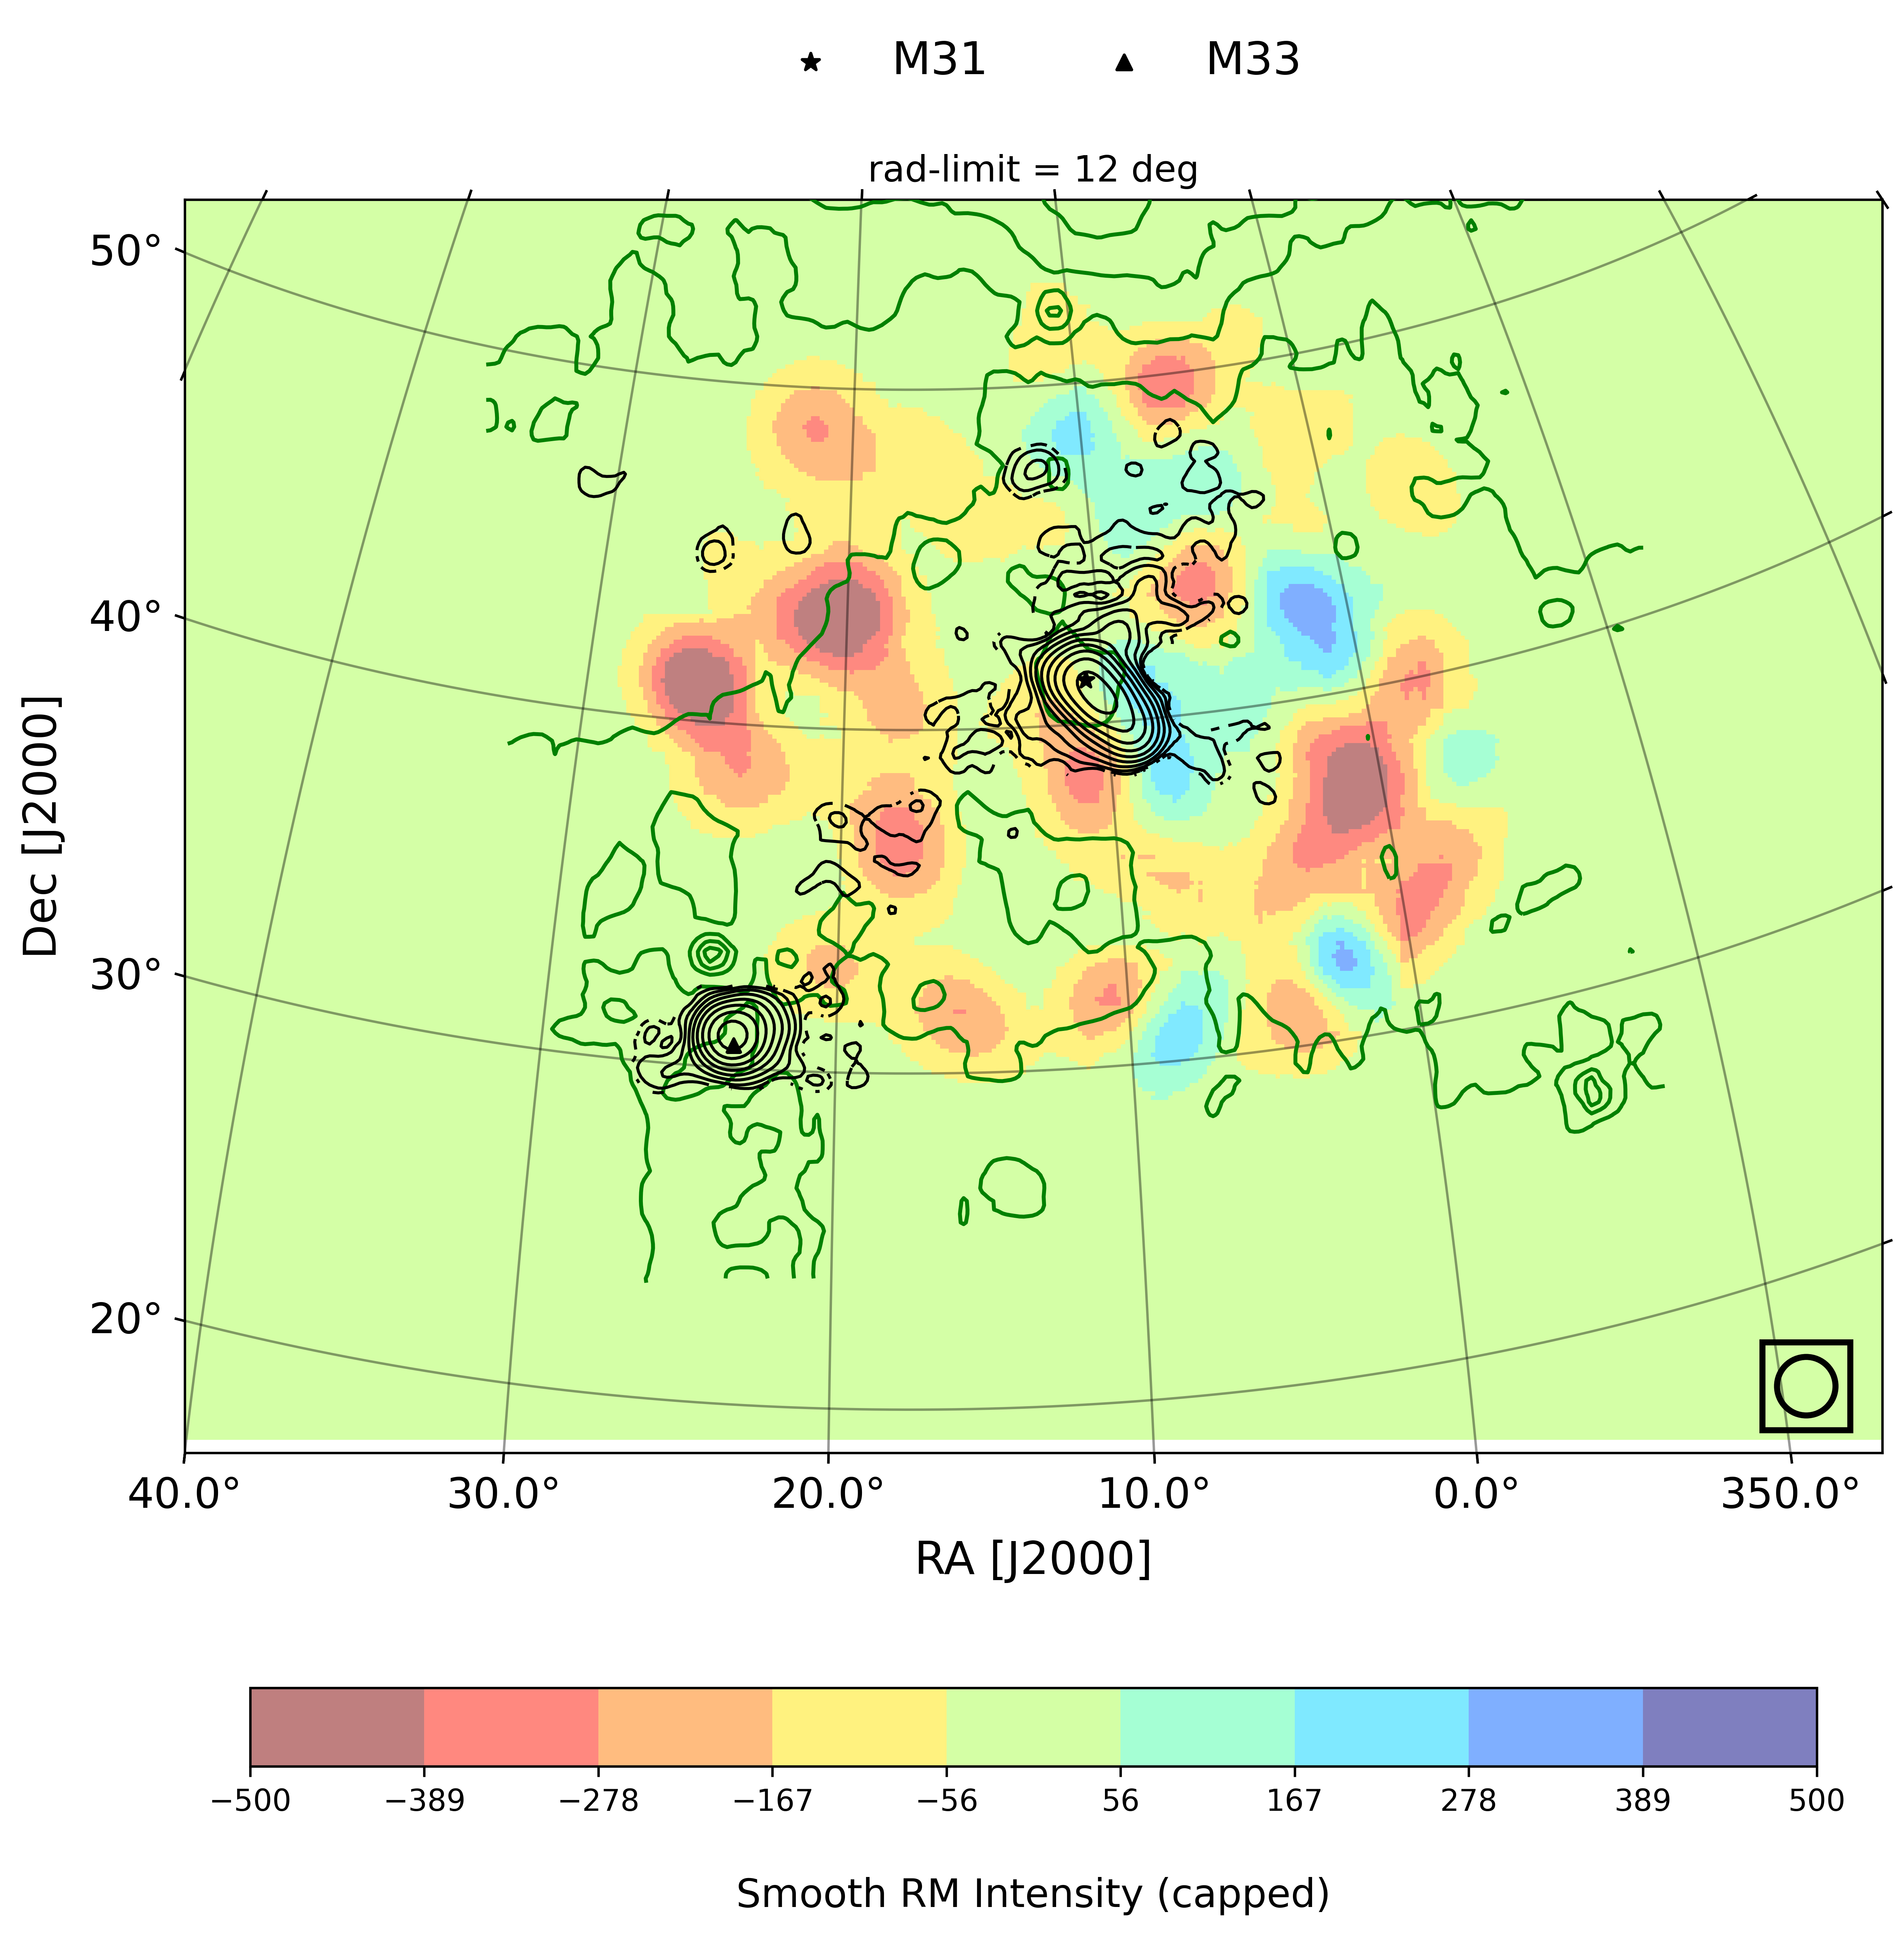 M31 M33
rad-limit = 12 deg
50°
40°
30°
20°
Dec [J2000]
40.0° 30.0° 20.0° 10.0° 0.0° 350.0°
RA [J2000]
−500 −389 −278 −167 −56 56 167 278 389 500
Smooth RM Intensity (capped)